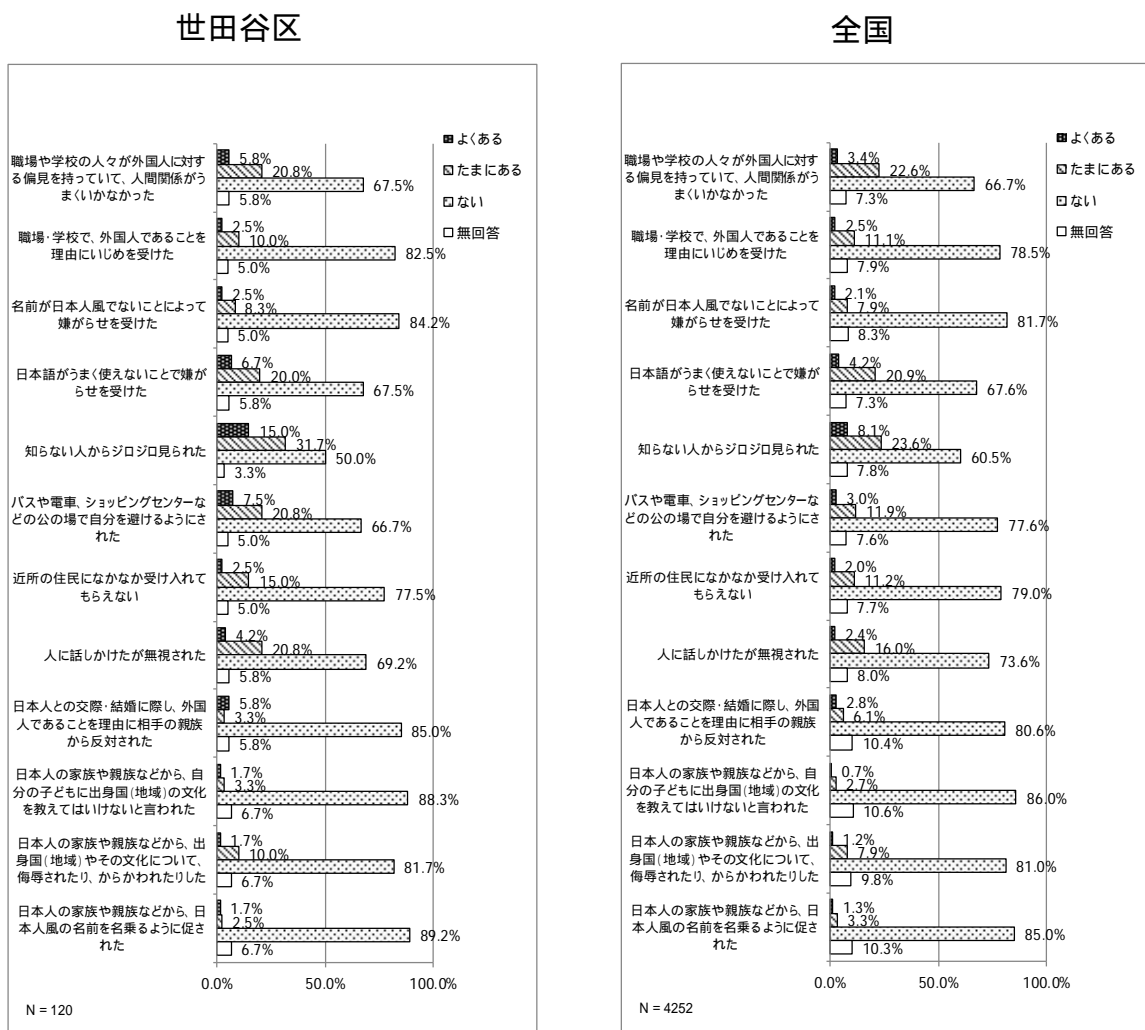 世田谷区
よくある
たまにある
ない
無回答
職場や学校の人々が外国人に対す
る偏見を持っていて、人間関係がう
まくいかなかった
5.8%
20.8%
67.5%
5.8%
職場・学校で、外国人であることを
理由にいじめを受けた
2.5%
10.0%
82.5%
5.0%
名前が日本人風でないことによって
嫌がらせを受けた
2.5%
8.3%
84.2%
5.0%
日本語がうまく使えないことで嫌が
らせを受けた
6.7%
20.0%
67.5%
5.8%
知らない人からジロジロ見られた
15.0%
31.7%
50.0%
3.3%
バスや電車、ショッピングセンターな
どの公の場で自分を避けるようにさ
れた
7.5%
20.8%
66.7%
5.0%
近所の住民になかなか受け入れて
もらえない
2.5%
15.0%
77.5%
5.0%
人に話しかけたが無視された
4.2%
20.8%
69.2%
5.8%
日本人との交際・結婚に際し、外国
人であることを理由に相手の親族
から反対された
5.8%
3.3%
85.0%
5.8%
日本人の家族や親族などから、自
分の子どもに出身国(地域)の文化
を教えてはいけないと言われた
1.7%
3.3%
88.3%
6.7%
日本人の家族や親族などから、出
身国(地域)やその文化について、
侮辱されたり、からかわれたりした
1.7%
10.0%
81.7%
6.7%
日本人の家族や親族などから、日
本人風の名前を名乗るように促さ
れた
1.7%
2.5%
89.2%
6.7%
0.0% 50.0% 100.0%
N = 120
全国
よくある
たまにある
ない
無回答
職場や学校の人々が外国人に対す
る偏見を持っていて、人間関係がう
まくいかなかった
3.4%
22.6%
66.7%
7.3%
職場・学校で、外国人であることを
理由にいじめを受けた
2.5%
11.1%
78.5%
7.9%
名前が日本人風でないことによって
嫌がらせを受けた
2.1%
7.9%
81.7%
8.3%
日本語がうまく使えないことで嫌が
らせを受けた
4.2%
20.9%
67.6%
7.3%
知らない人からジロジロ見られた
8.1%
23.6%
60.5%
7.8%
バスや電車、ショッピングセンターな
どの公の場で自分を避けるようにさ
れた
3.0%
11.9%
77.6%
7.6%
近所の住民になかなか受け入れて
もらえない
2.0%
11.2%
79.0%
7.7%
人に話しかけたが無視された
2.4%
16.0%
73.6%
8.0%
日本人との交際・結婚に際し、外国
人であることを理由に相手の親族
から反対された
2.8%
6.1%
80.6%
10.4%
日本人の家族や親族などから、自
分の子どもに出身国(地域)の文化
を教えてはいけないと言われた
0.7%
2.7%
86.0%
10.6%
日本人の家族や親族などから、出
身国(地域)やその文化について、
侮辱されたり、からかわれたりした
1.2%
7.9%
81.0%
9.8%
日本人の家族や親族などから、日
本人風の名前を名乗るように促さ
れた
1.3%
3.3%
85.0%
10.3%
0.0% 50.0% 100.0%
N = 4252